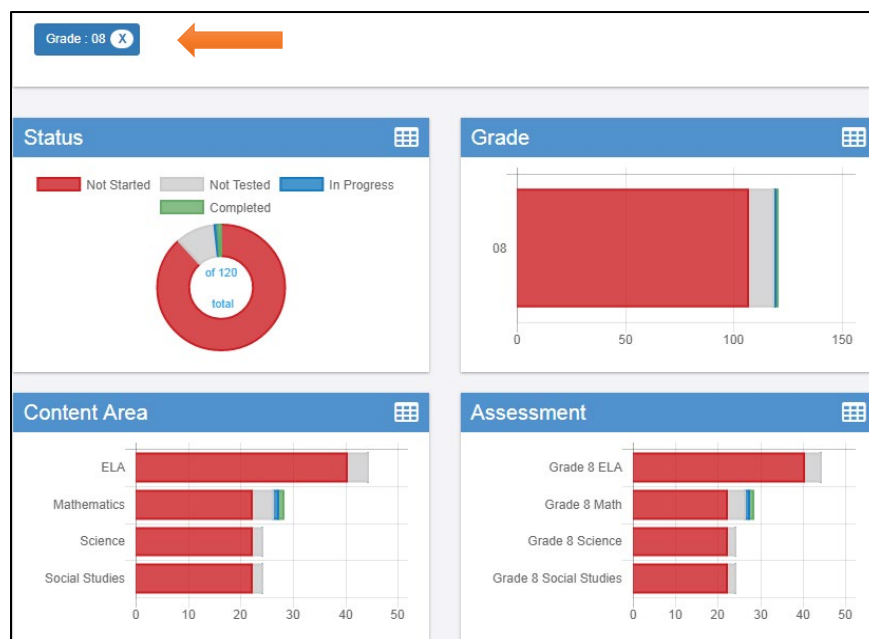 Grade : 08 X
Status
Not Started Not Tested In Progress
Completed
of 120
total
Grade
08
0 50 100 150
Content Area
ELA
Mathematics
Science
Social Studies
0 10 20 30 40 50
Assessment
Grade 8 ELA
Grade 8 Math
Grade 8 Science
Grade 8 Social Studies
0 10 20 30 40 50